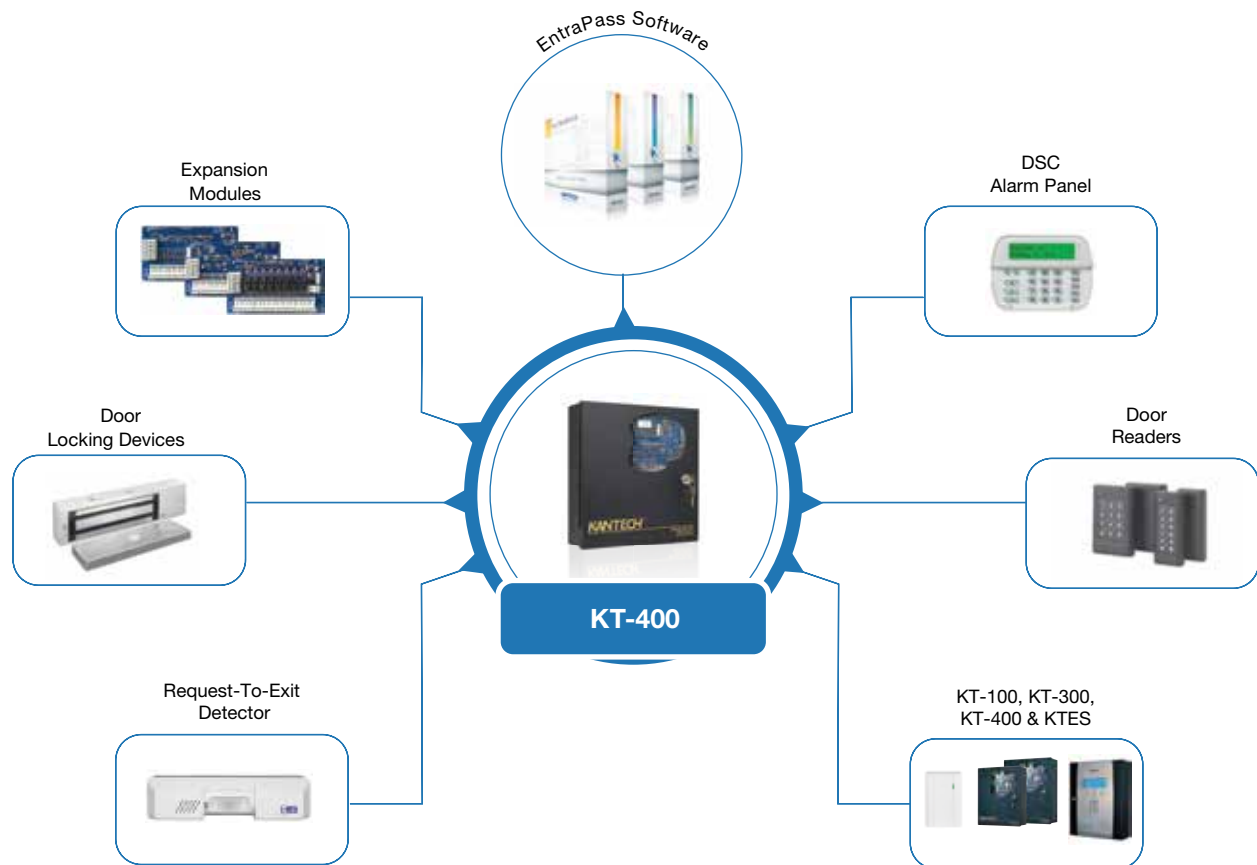 EntraPass Software
Expansion
Modules
DSC
Alarm Panel
Door
Locking Devices
Door
Readers
KANTECH
KT-400
Request-To-Exit
Detector
KT-100, KT-300,
KT-400 & KTES